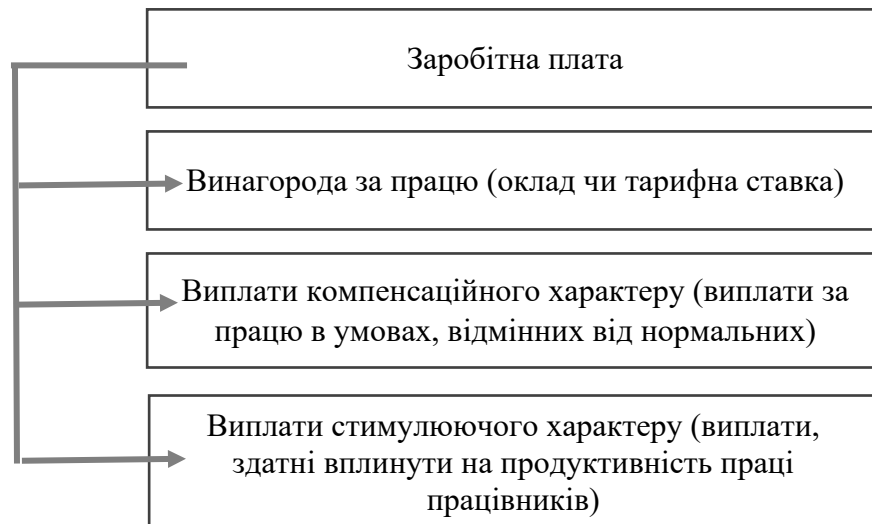 Заробітна плата
Винагорода за працю (оклад чи тарифна ставка)
Виплати компенсаційного характеру (виплати за
працю в умовах, відмінних від нормальних)
Виплати стимулюючого характеру (виплати,
здатні вплинути на продуктивність праці
працівників)